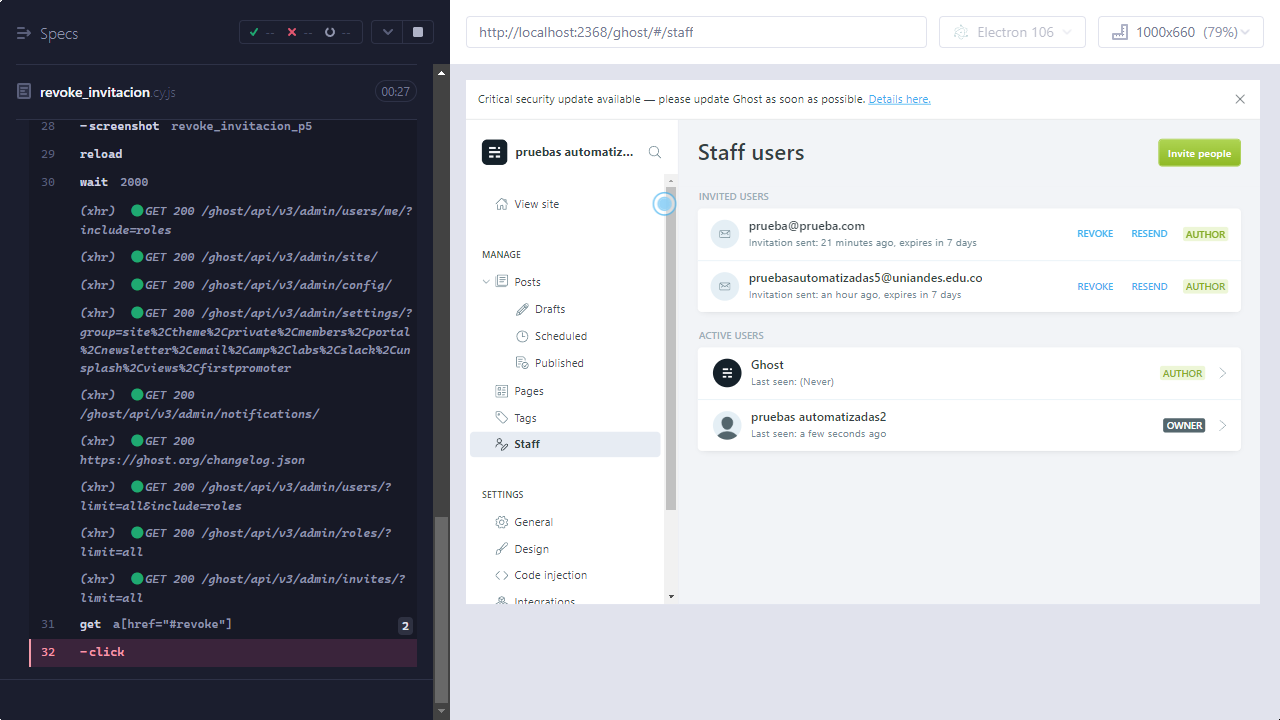 Specs
--
--
--
revoke_invitacion.cy.js
00:27
28 -screenshot revoke_invitacion_p5
29 reload
30 wait 2000
(xhr) GET 200 /ghost/api/v3/admin/users/me/?
include=roles
(xhr) GET 200 /ghost/api/v3/admin/site/
(xhr) GET 200 /ghost/api/v3/admin/config/
(xhr) GET 200 /ghost/api/v3/admin/settings/?
group=site%2Ctheme%2Cprivate%2Cmembers%2Cportal
%2Cnewsletter%2Cemail%2Camp%2Clabs%2Cslack%2Cun
splash%2Cviews%2Cfirstpromoter
(xhr) GET 200
/ghost/api/v3/admin/notifications/
(xhr) GET 200
https://ghost.org/changelog.json
(xhr) GET 200 /ghost/api/v3/admin/users/?
limit=all&include=roles
(xhr) GET 200 /ghost/api/v3/admin/roles/?
limit=all
(xhr) GET 200 /ghost/api/v3/admin/invites/?
limit=all
31 get a[href="#revoke"] 2
32 -click
http://localhost:2368/ghost/#/staff
Electron 106
1000x660 (79%)
Critical security update available — please update Ghost as soon as possible. Details here.
pruebas automatiz...
View site
MANAGE
Posts
Drafts
Scheduled
Published
Pages
Tags
Staff
SETTINGS
General
Design
Code injection
Integrations
Staff users
Invite people
INVITED USERS
prueba@prueba.com
Invitation sent: 21 minutes ago, expires in 7 days
REVOKE RESEND AUTHOR
pruebasautomatizadas5@uniandes.edu.co
Invitation sent: an hour ago, expires in 7 days
REVOKE RESEND AUTHOR
ACTIVE USERS
Ghost
Last seen: (Never)
AUTHOR
pruebas automatizadas2
Last seen: a few seconds ago
OWNER